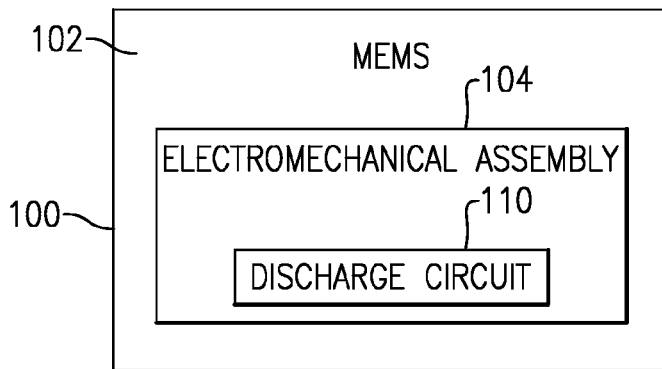 102
MEMS
104
ELECTROMECHANICAL ASSEMBLY
100
110
DISCHARGE CIRCUIT